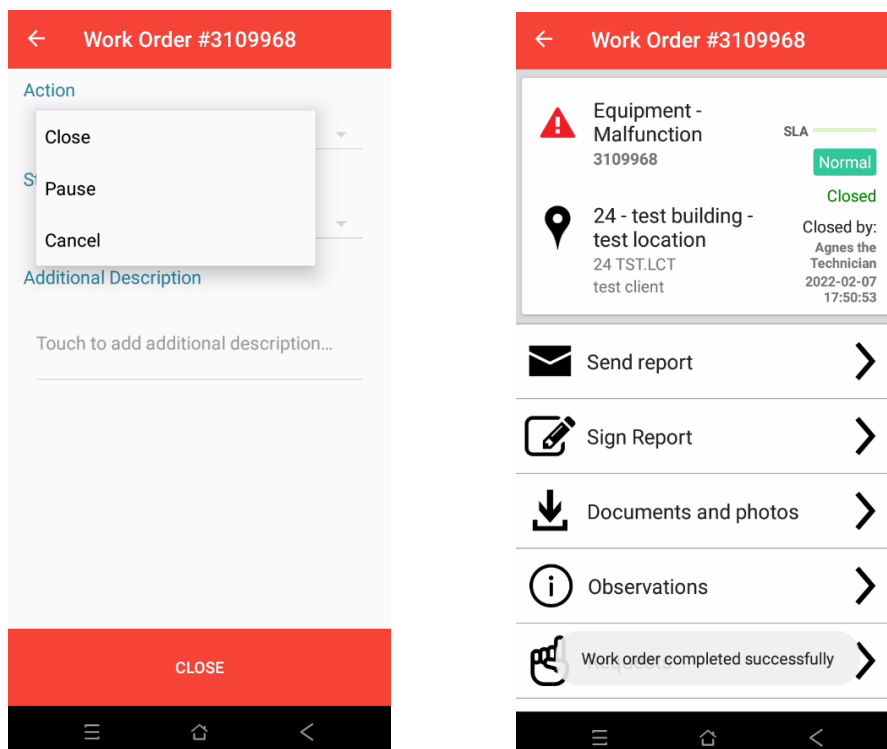 Work Order #3109968
Action
Close
Pause
Cancel
Additional Description
Touch to add additional description…
CLOSE
Work Order #3109968
Equipment -
Malfunction
3109968
SLA
Normal
Closed
24 - test building -
test location
24 TST.LCT
test client
Closed by:
Agnes the
Technician
2022-02-07
17:50:53
Send report
Sign Report
Documents and photos
Observations
Work order completed successfully